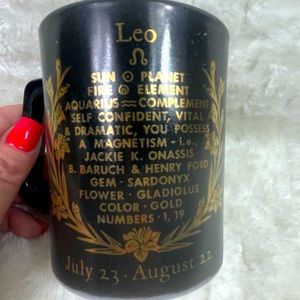 Leo
♌
SUN ☉ PLANET
FIRE 🜂 ELEMENT
AQUARIUS ♒ COMPLEMENT
SELF CONFIDENT, VITAL
& DRAMATIC, YOU POSSESS
A MAGNETISM - i.e.,
JACKIE K. ONASSIS
B. BARUCH & HENRY FORD
GEM · SARDONYX
FLOWER · GLADIOLUS
COLOR · GOLD
NUMBERS · 1, 19
July 23 · August 22